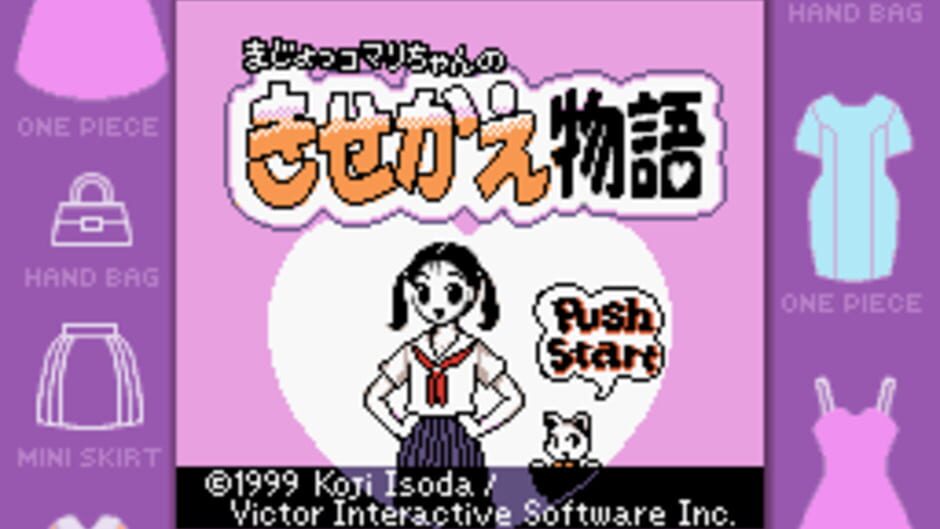 HAND BAG
まじょっコマリちゃんの
きせかえ物語
ONE PIECE
HAND BAG
ONE PIECE
Push
Start
MINI SKIRT
©1999 Koji Isoda /
Victor Interactive Software Inc.